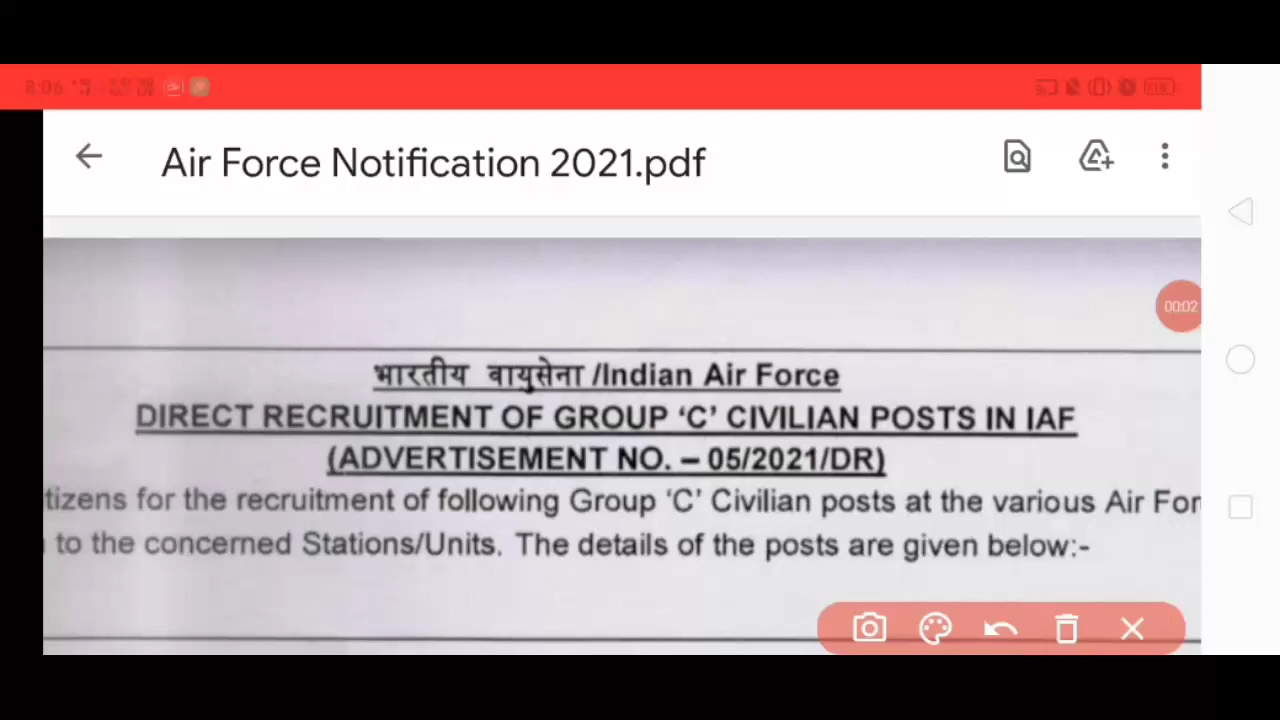 Air Force Notification 2021.pdf
00:02
भारतीय वायुसेना /Indian Air Force
DIRECT RECRUITMENT OF GROUP ‘C’ CIVILIAN POSTS IN IAF
(ADVERTISEMENT NO. – 05/2021/DR)
tizens for the recruitment of following Group ‘C’ Civilian posts at the various Air For
to the concerned Stations/Units. The details of the posts are given below:-